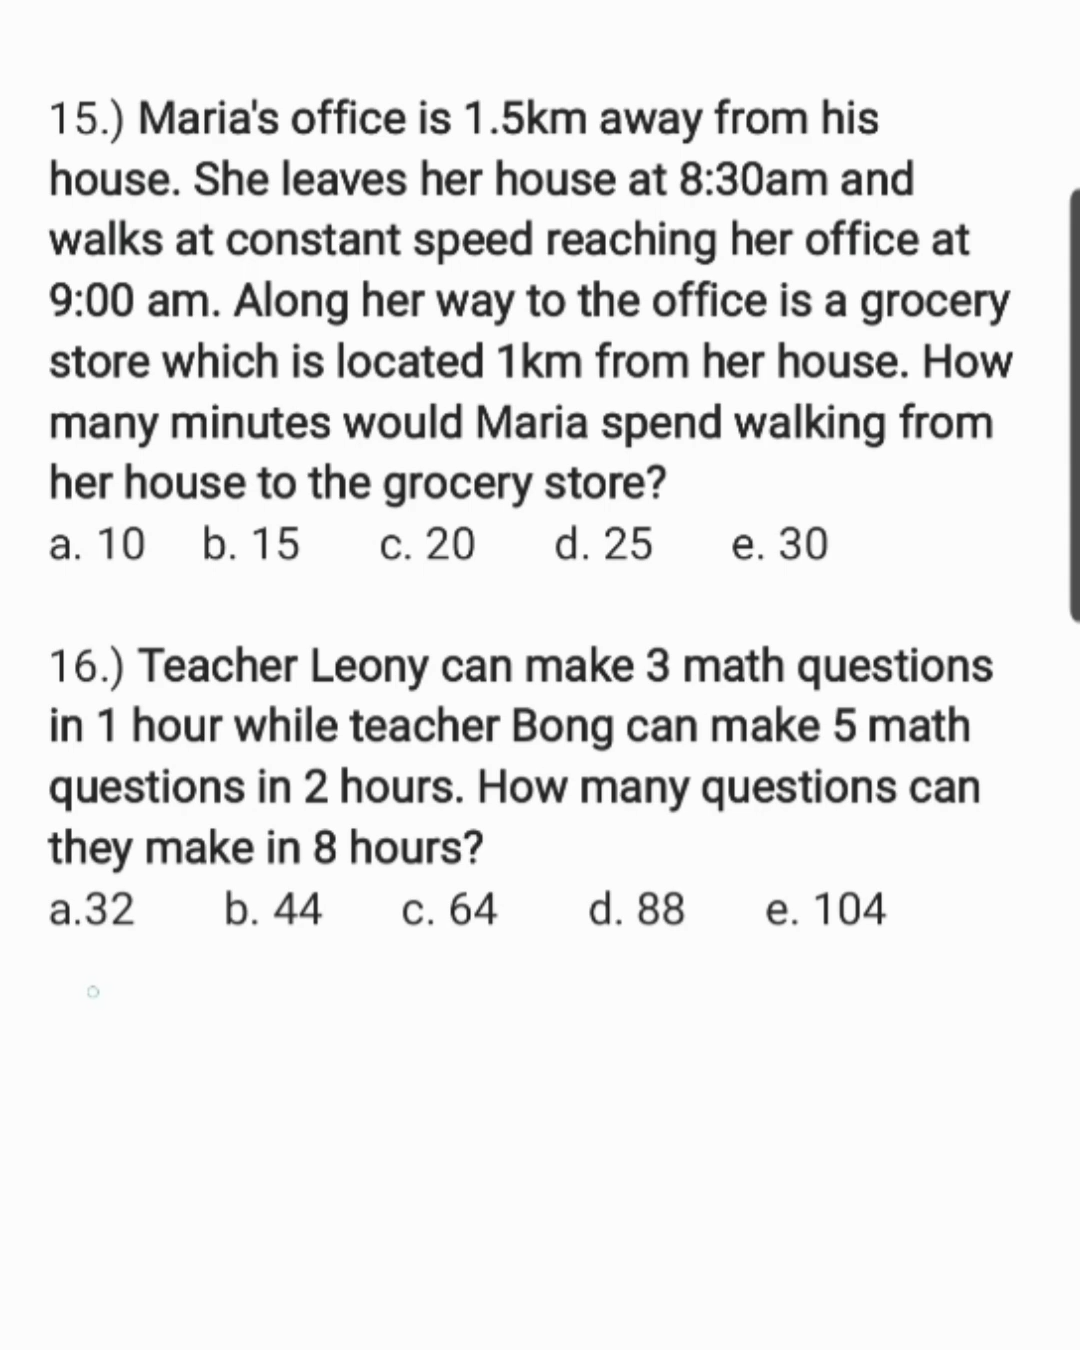 15.) Maria's office is 1.5km away from his
house. She leaves her house at 8:30am and
walks at constant speed reaching her office at
9:00 am. Along her way to the office is a grocery
store which is located 1km from her house. How
many minutes would Maria spend walking from
her house to the grocery store?
a. 10 b. 15 c. 20 d. 25 e. 30
16.) Teacher Leony can make 3 math questions
in 1 hour while teacher Bong can make 5 math
questions in 2 hours. How many questions can
they make in 8 hours?
a.32 b. 44 c. 64 d. 88 e. 104